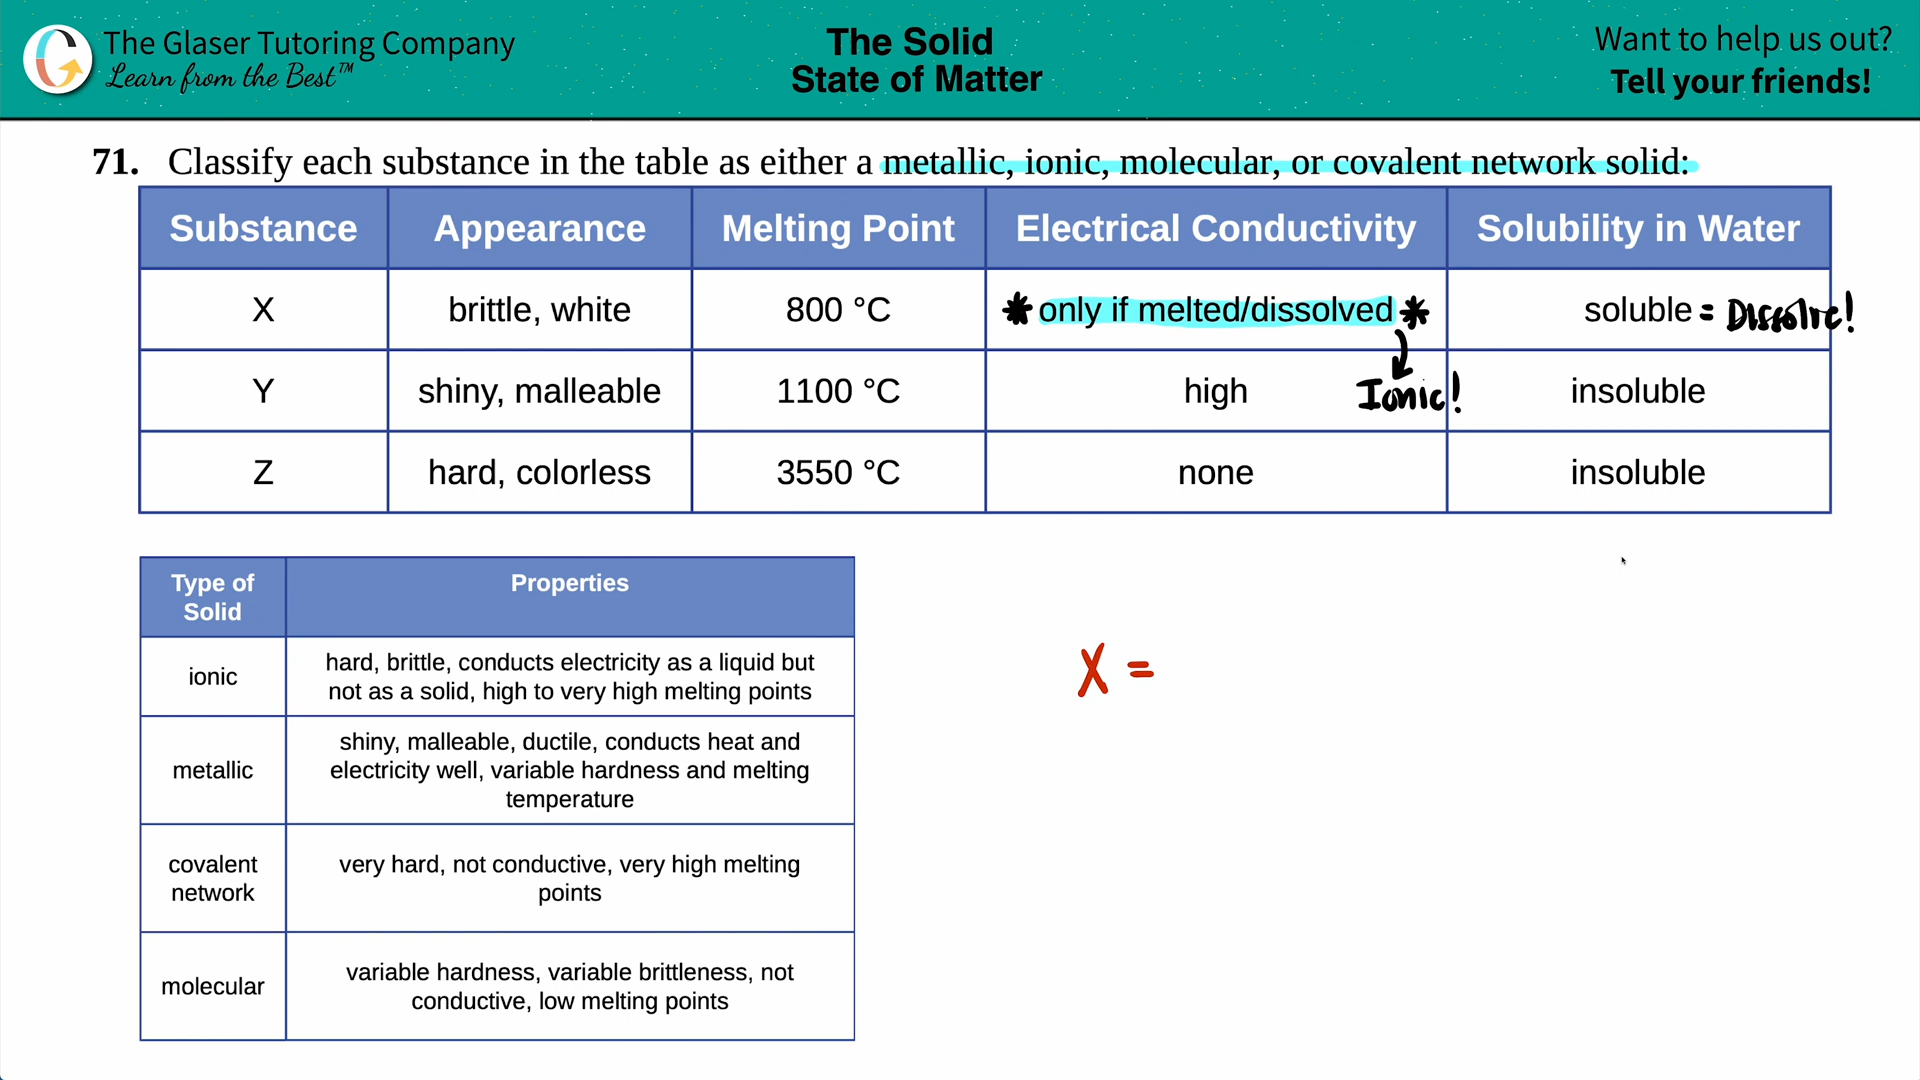 The Glaser Tutoring Company
Learn from the Best™
The Solid
State of Matter
Want to help us out?
Tell your friends!
71. Classify each substance in the table as either a metallic, ionic, molecular, or covalent network solid:
Substance Appearance Melting Point Electrical Conductivity Solubility in Water
X brittle, white 800 °C * only if melted/dissolved * soluble = Dissolve!
Y shiny, malleable 1100 °C high Ionic! insoluble
Z hard, colorless 3550 °C none insoluble
Type of
Solid
Properties
ionic
hard, brittle, conducts electricity as a liquid but
not as a solid, high to very high melting points
metallic
shiny, malleable, ductile, conducts heat and
electricity well, variable hardness and melting
temperature
covalent
network
very hard, not conductive, very high melting
points
molecular
variable hardness, variable brittleness, not
conductive, low melting points
X =